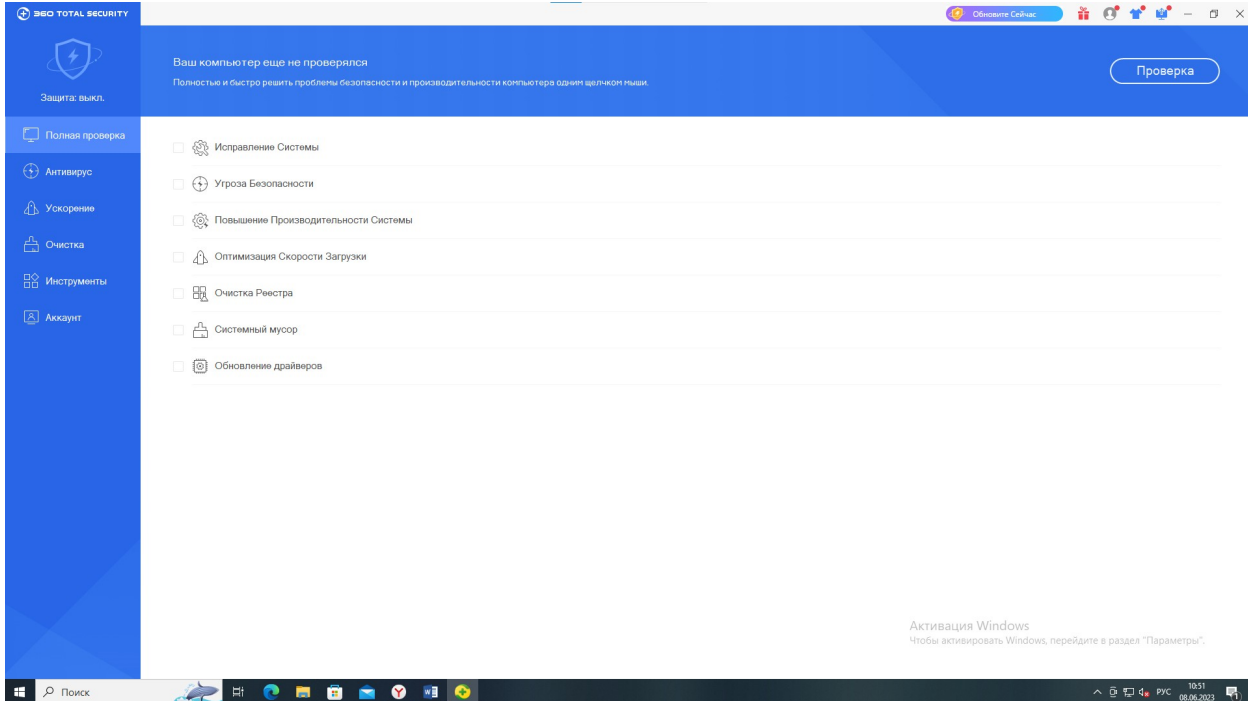 360 TOTAL SECURITY
Обновите Сейчас
Защита: выкл.
Ваш компьютер еще не проверялся
Полностью и быстро решить проблемы безопасности и производительности компьютера одним щелчком мыши.
Проверка
Полная проверка
Антивирус
Ускорение
Очистка
Инструменты
Аккаунт
Исправление Системы
Угроза Безопасности
Повышение Производительности Системы
Оптимизация Скорости Загрузки
Очистка Реестра
Системный мусор
Обновление драйверов
Активация Windows
Чтобы активировать Windows, перейдите в раздел "Параметры".
Поиск
РУС
10:51
08.06.2023
1